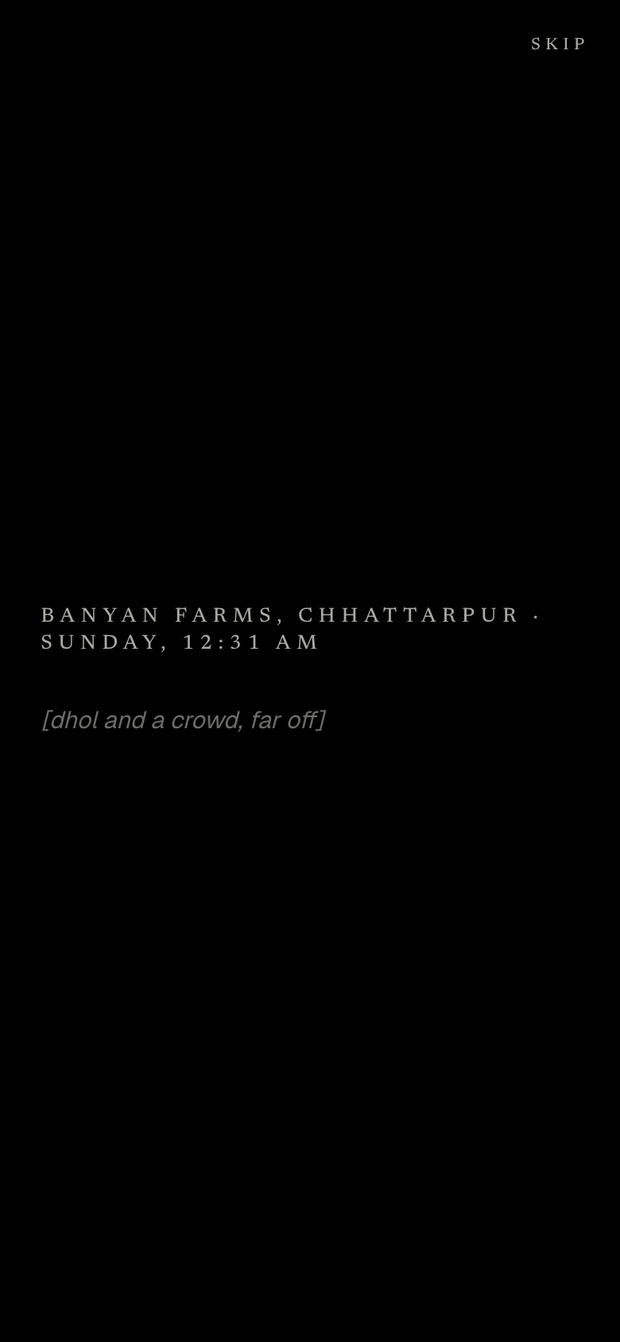 SKIP
BANYAN FARMS, CHHATTARPUR ·
SUNDAY, 12:31 AM
[dhol and a crowd, far off]